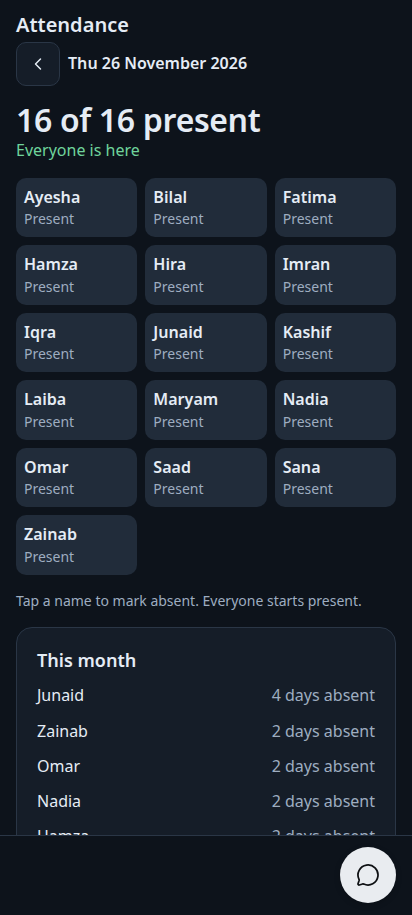 Attendance
Thu 26 November 2026
16 of 16 present
Everyone is here
Ayesha Bilal Fatima
Present Present Present
Hamza Hira Imran
Present Present Present
Iqra Junaid Kashif
Present Present Present
Laiba Maryam Nadia
Present Present Present
Omar Saad Sana
Present Present Present
Zainab
Present
Tap a name to mark absent. Everyone starts present.
This month
Junaid 4 days absent
Zainab 2 days absent
Omar 2 days absent
Nadia 2 days absent